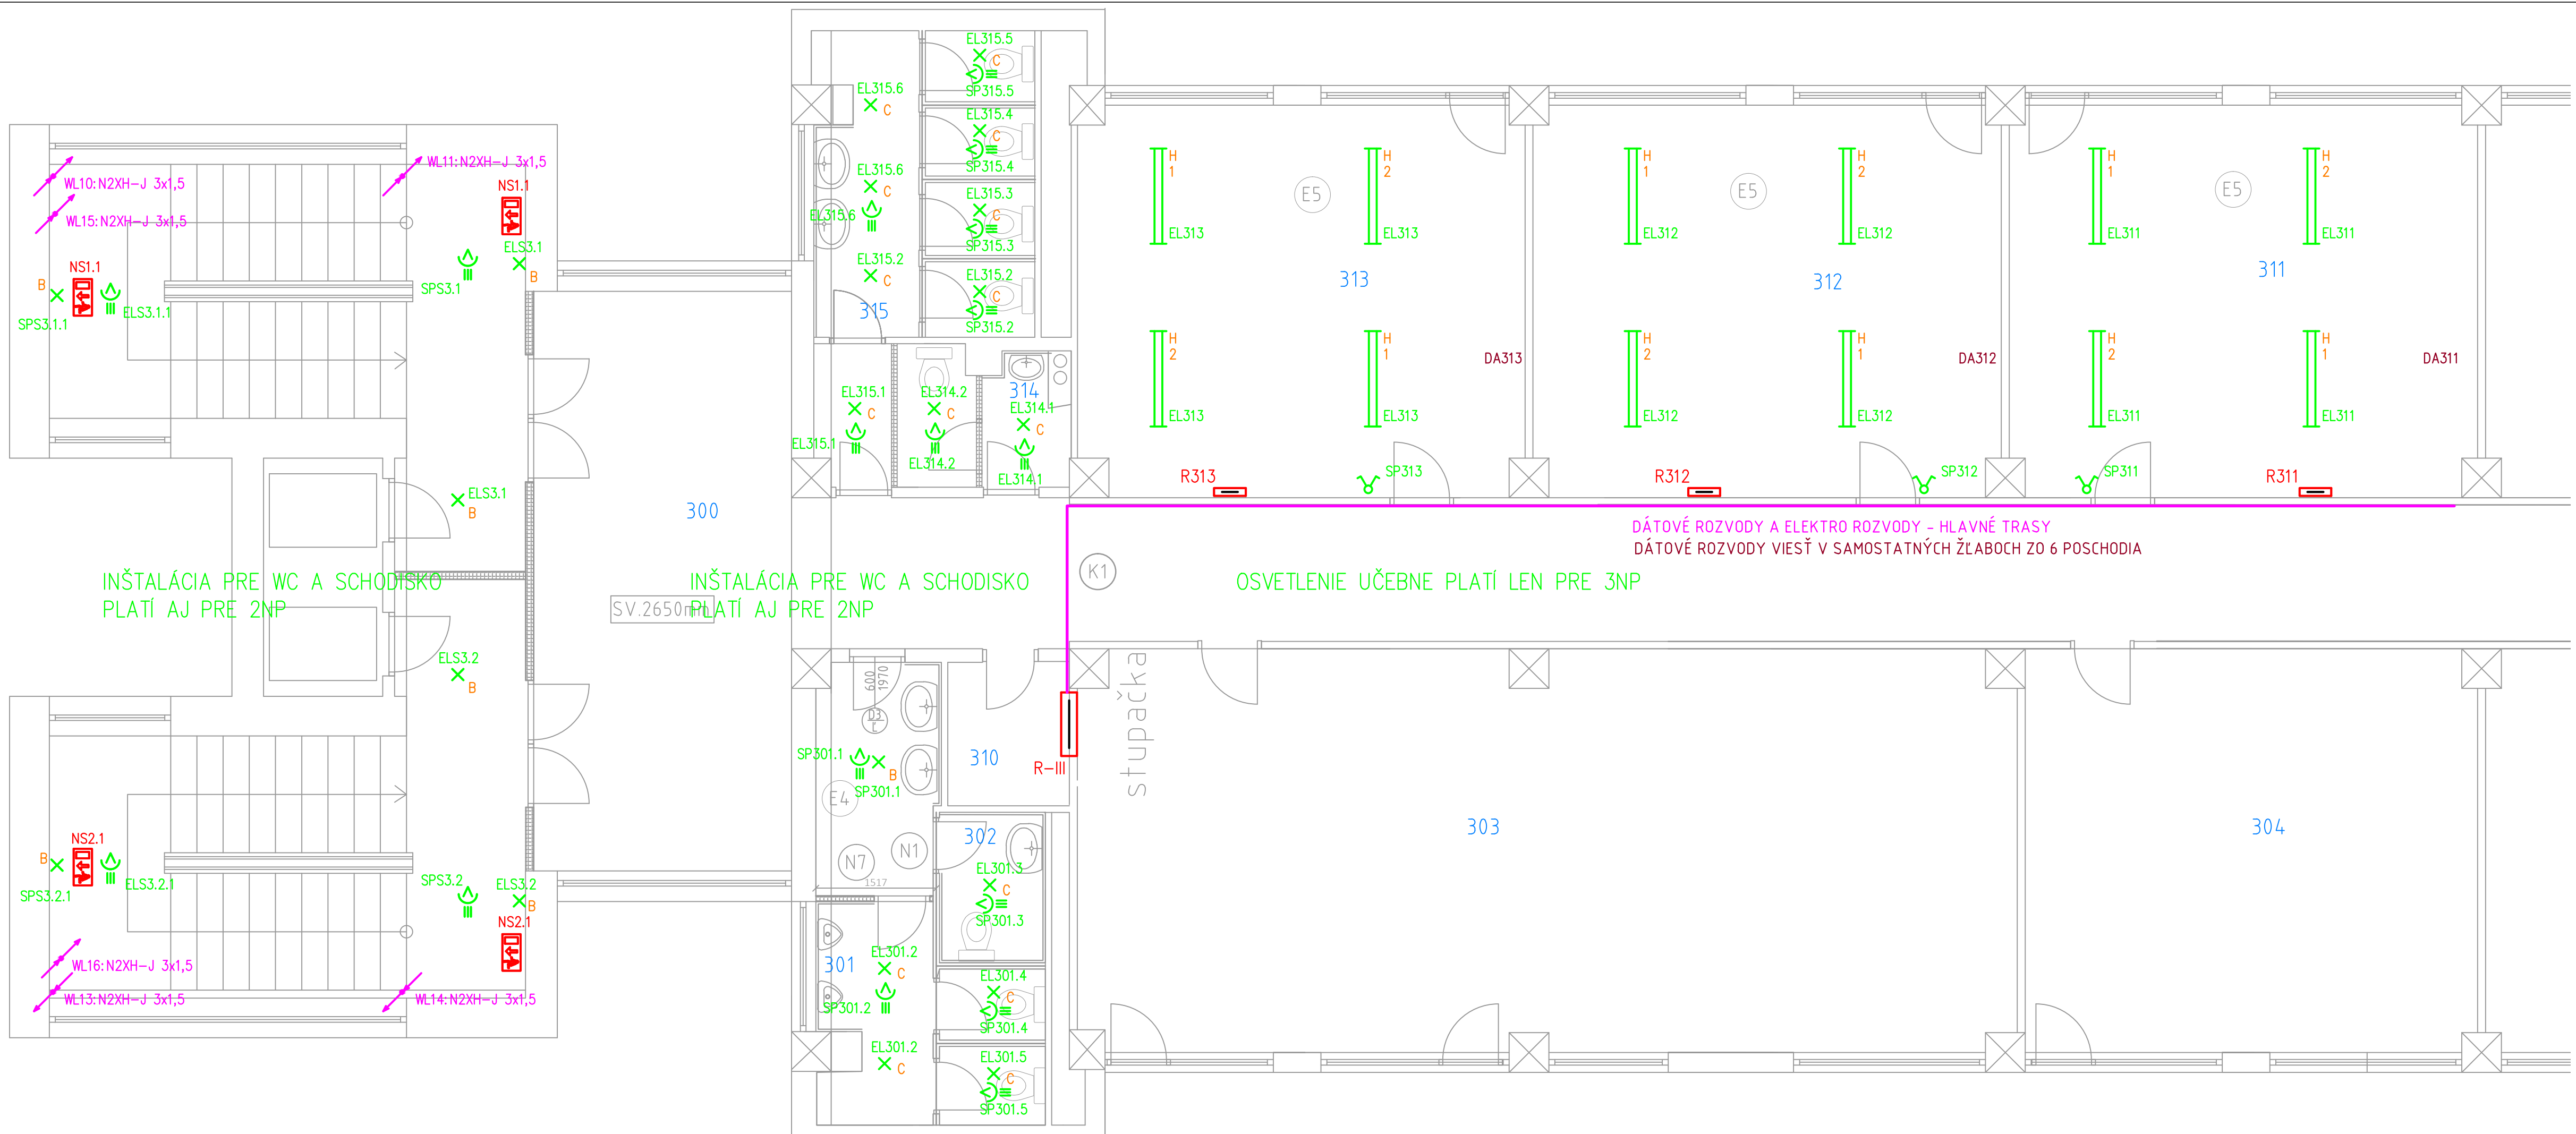 WL10:N2XH-J 3x1,5
WL15:N2XH-J 3x1,5
WL11:N2XH-J 3x1,5
NS1.1
ELS3.1
B
SPS3.1
NS1.1
B
SPS3.1.1
ELS3.1.1
ELS3.1
B
INŠTALÁCIA PRE WC A SCHODISKO
PLATÍ AJ PRE 2NP
ELS3.2
B
NS2.1
B
SPS3.2.1
ELS3.2.1
SPS3.2
ELS3.2
B
NS2.1
WL16:N2XH-J 3x1,5
WL13:N2XH-J 3x1,5
WL14:N2XH-J 3x1,5
300
INŠTALÁCIA PRE WC A SCHODISKO
PLATÍ AJ PRE 2NP
SV.2650mm
EL315.5
C
SP315.5
EL315.6
C
EL315.4
C
SP315.4
EL315.6
C
EL315.6
EL315.3
C
SP315.3
EL315.2
C
315
EL315.2
C
SP315.2
EL315.1
C
EL315.1
EL314.2
C
EL314.2
314
EL314.1
C
EL314.1
K1
600
1970
D3
L
SP301.1
B
SP301.1
E4
N7
N1
1517
310
R-III
stupačka
302
EL301.3
C
SP301.3
301
EL301.2
C
SP301.2
EL301.4
C
SP301.4
EL301.2
C
EL301.5
C
SP301.5
H
1
EL313
H
2
EL313
E5
313
H
2
EL313
H
1
EL313
DA313
R313
SP313
H
1
EL312
H
2
EL312
E5
312
H
2
EL312
H
1
EL312
DA312
R312
SP312
H
1
EL311
H
2
EL311
E5
311
H
2
EL311
H
1
EL311
DA311
SP311
R311
DÁTOVÉ ROZVODY A ELEKTRO ROZVODY - HLAVNÉ TRASY
DÁTOVÉ ROZVODY VIESŤ V SAMOSTATNÝCH ŽĽABOCH ZO 6 POSCHODIA
OSVETLENIE UČEBNE PLATÍ LEN PRE 3NP
303
304